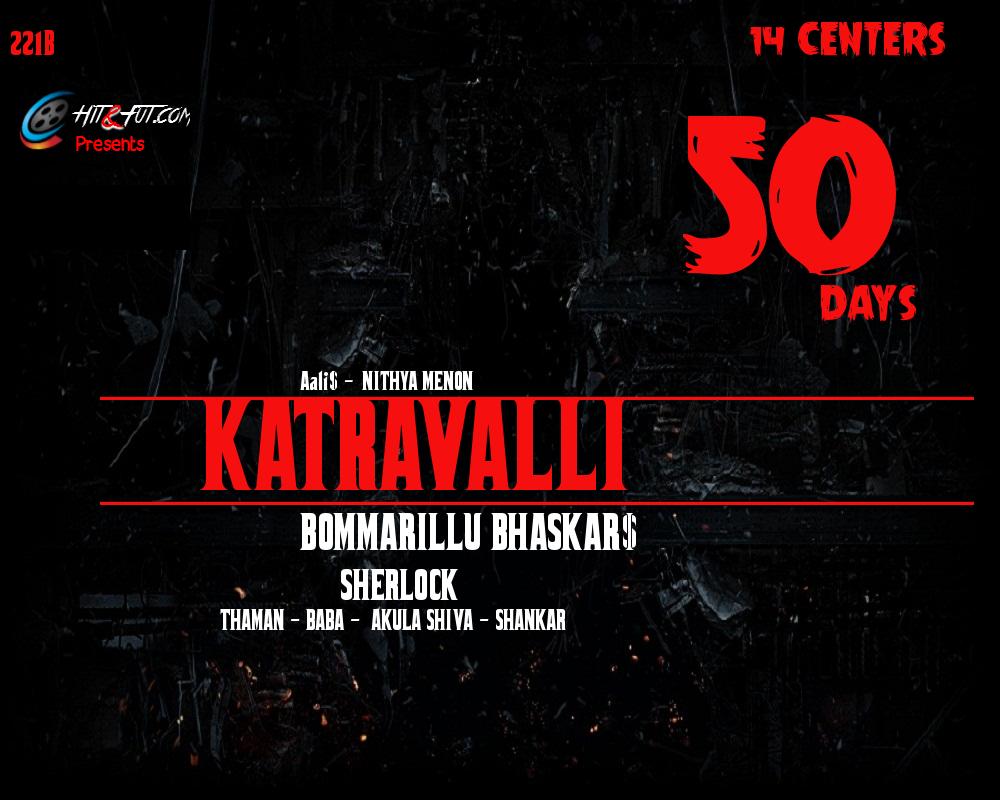 221B
14 CENTERS
HIT&FUT.COM
Presents
50
DAYS
Aali$ - NITHYA MENON
KATRAVALLI
BOMMARILLU BHASKAR$
SHERLOCK
THAMAN - BABA - AKULA SHIVA - SHANKAR